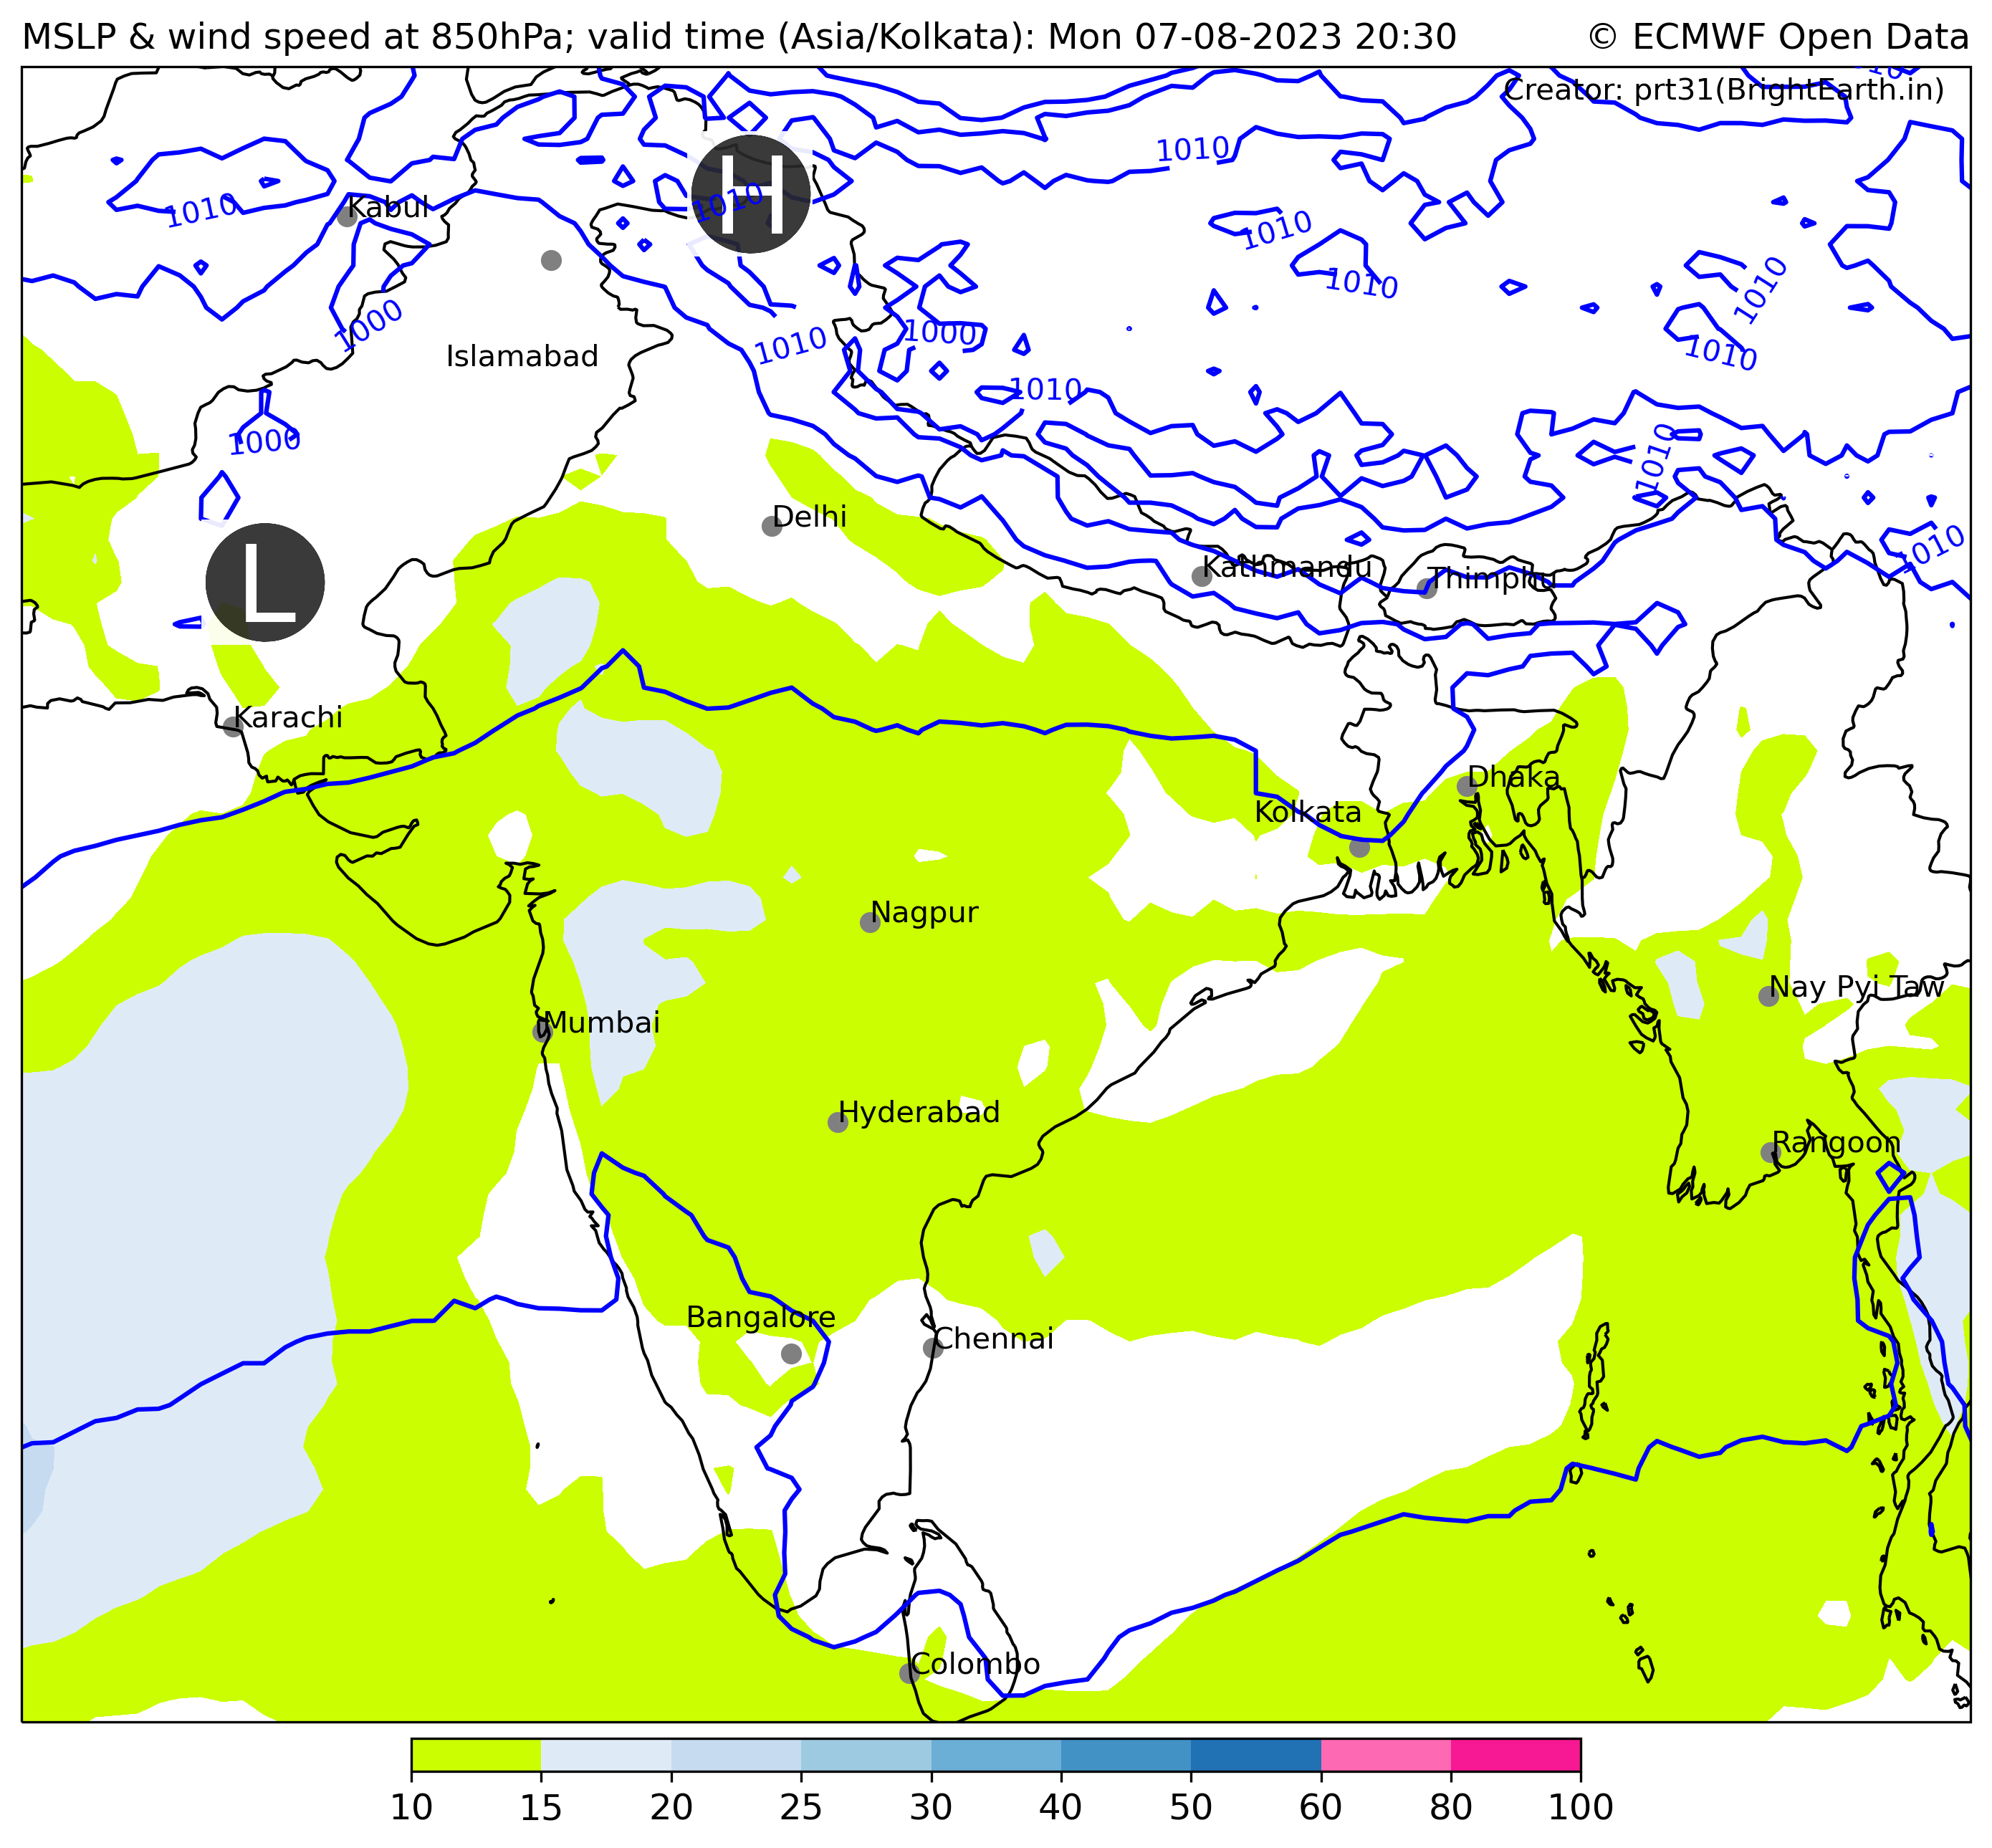 MSLP & wind speed at 850hPa; valid time (Asia/Kolkata): Mon 07-08-2023 20:30 © ECMWF Open Data
Creator: prt31(BrightEarth.in)
1010
H
1010
1010
Kabul
1010
1010
1010
1000
1000
1010
1010
Islamabad
1010
1000
1010
Delhi
1010
L
Kathmandu
Thimphu
Karachi
Dhaka
Kolkata
Nagpur
Nay Pyi Taw
Mumbai
Hyderabad
Rangoon
Bangalore
Chennai
Colombo
10 15 20 25 30 40 50 60 80 100